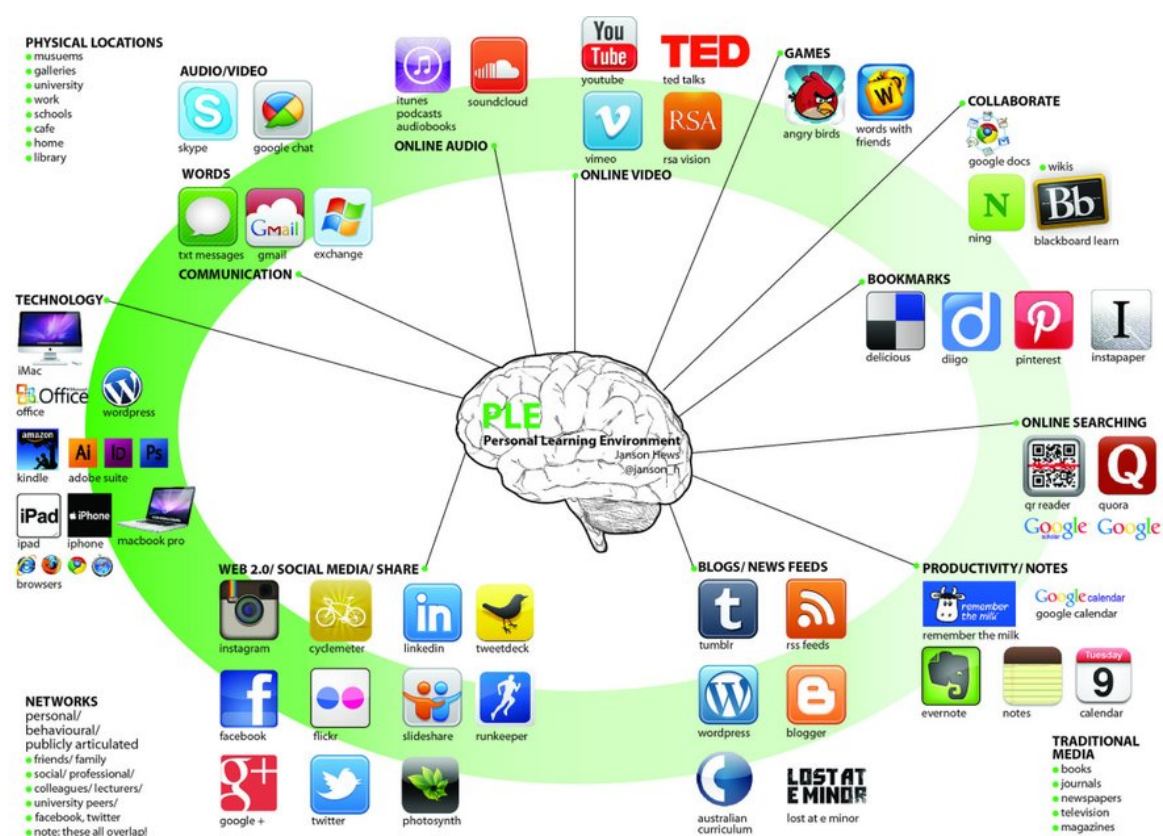 PHYSICAL LOCATIONS
musuems
galleries
university
work
schools
cafe
home
library
AUDIO/VIDEO
S
skype
google chat
WORDS
txt messages
Gmail
gmail
exchange
COMMUNICATION
itunes
podcasts
audiobooks
soundcloud
ONLINE AUDIO
You
Tube
youtube
TED
ted talks
vimeo
RSA
rsa vision
ONLINE VIDEO
GAMES
angry birds
W
words with
friends
COLLABORATE
google docs
wikis
N
ning
Bb
blackboard learn
BOOKMARKS
delicious
d
diigo
pinterest
I
instapaper
TECHNOLOGY
iMac
Office
office
wordpress
amazon
kindle
kindle
Ai
ID
Ps
adobe suite
iPad
ipad
iPhone
iphone
macbook pro
browsers
PLE
Personal Learning Environment
Janson Hews
@janson_h
ONLINE SEARCHING
qr reader
Q
quora
Google
scholar
Google
WEB 2.0/ SOCIAL MEDIA/ SHARE
instagram
cyclemeter
in
linkedin
tweetdeck
f
facebook
flickr
slideshare
runkeeper
g+
google +
twitter
photosynth
BLOGS/ NEWS FEEDS
t
tumblr
rss feeds
wordpress
blogger
australian
curriculum
LOST AT
E MINOR
lost at e minor
PRODUCTIVITY/ NOTES
remember
the milk
remember the milk
Google calendar
google calendar
evernote
notes
Tuesday
9
calendar
NETWORKS
personal/
behavioural/
publicly articulated
friends/ family
social/ professional/
colleagues/ lecturers/
university peers/
facebook, twitter
note: these all overlap!
TRADITIONAL
MEDIA
books
journals
newspapers
television
magazines